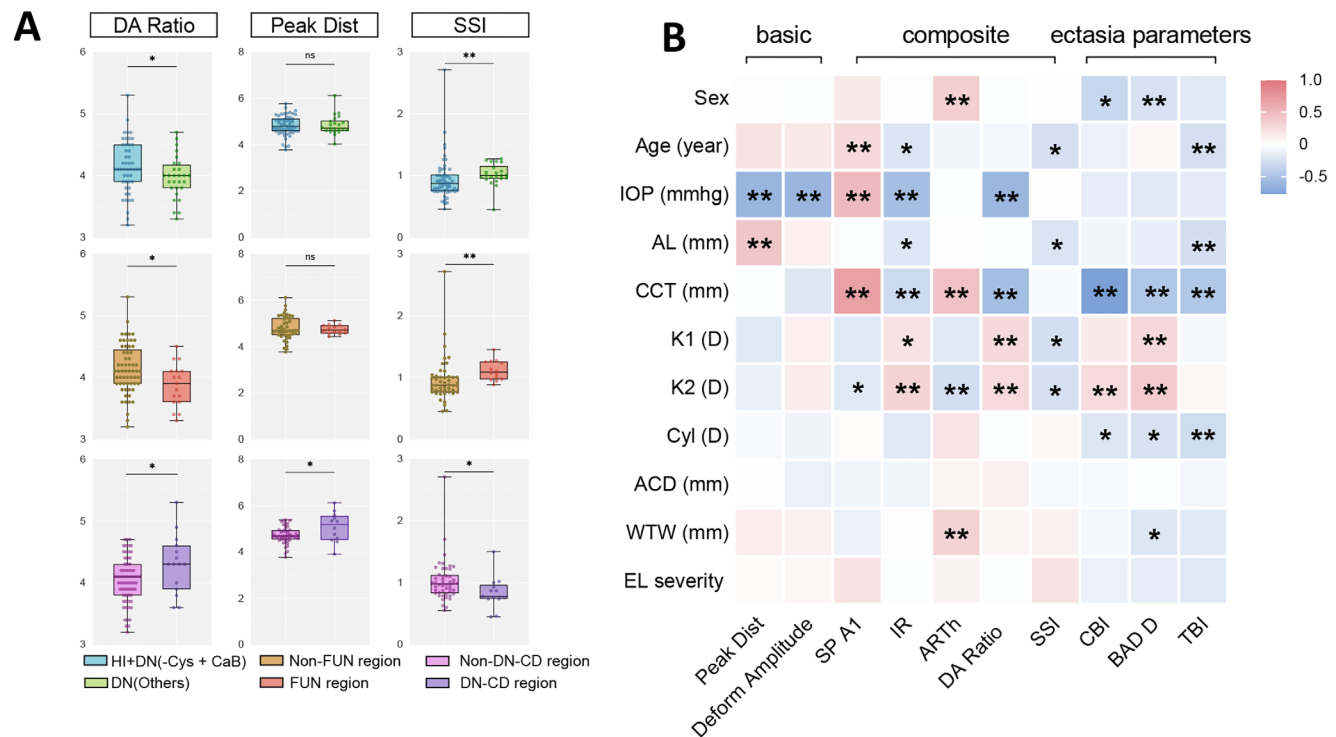 A
DA Ratio
Peak Dist
SSI
6
5
4
3
*
8
6
4
2
0
ns
3
2
1
0
**
6
5
4
3
*
8
6
4
2
0
ns
3
2
1
0
**
6
5
4
3
*
8
6
4
2
0
*
3
2
1
0
*
HI+DN(-Cys + CaB)
Non-FUN region
Non-DN-CD region
DN(Others)
FUN region
DN-CD region
B
basic
composite
ectasia parameters
Sex ** * **
Age (year) ** * * **
IOP (mmhg) ** ** ** ** **
AL (mm) ** * * **
CCT (mm) ** ** ** ** ** ** **
K1 (D) * ** * **
K2 (D) * ** ** ** * ** **
Cyl (D) * * **
ACD (mm)
WTW (mm) ** *
EL severity
Peak Dist
Deform Amplitude
SP A1
IR
ARTh
DA Ratio
SSI
CBI
BAD D
TBI
1.0
0.5
0
-0.5